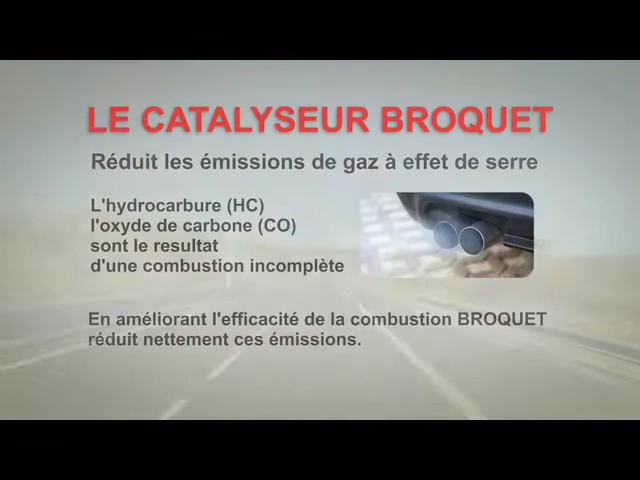 LE CATALYSEUR BROQUET
Réduit les émissions de gaz à effet de serre
L'hydrocarbure (HC)
l'oxyde de carbone (CO)
sont le resultat
d'une combustion incomplète
En améliorant l'efficacité de la combustion BROQUET
réduit nettement ces émissions.